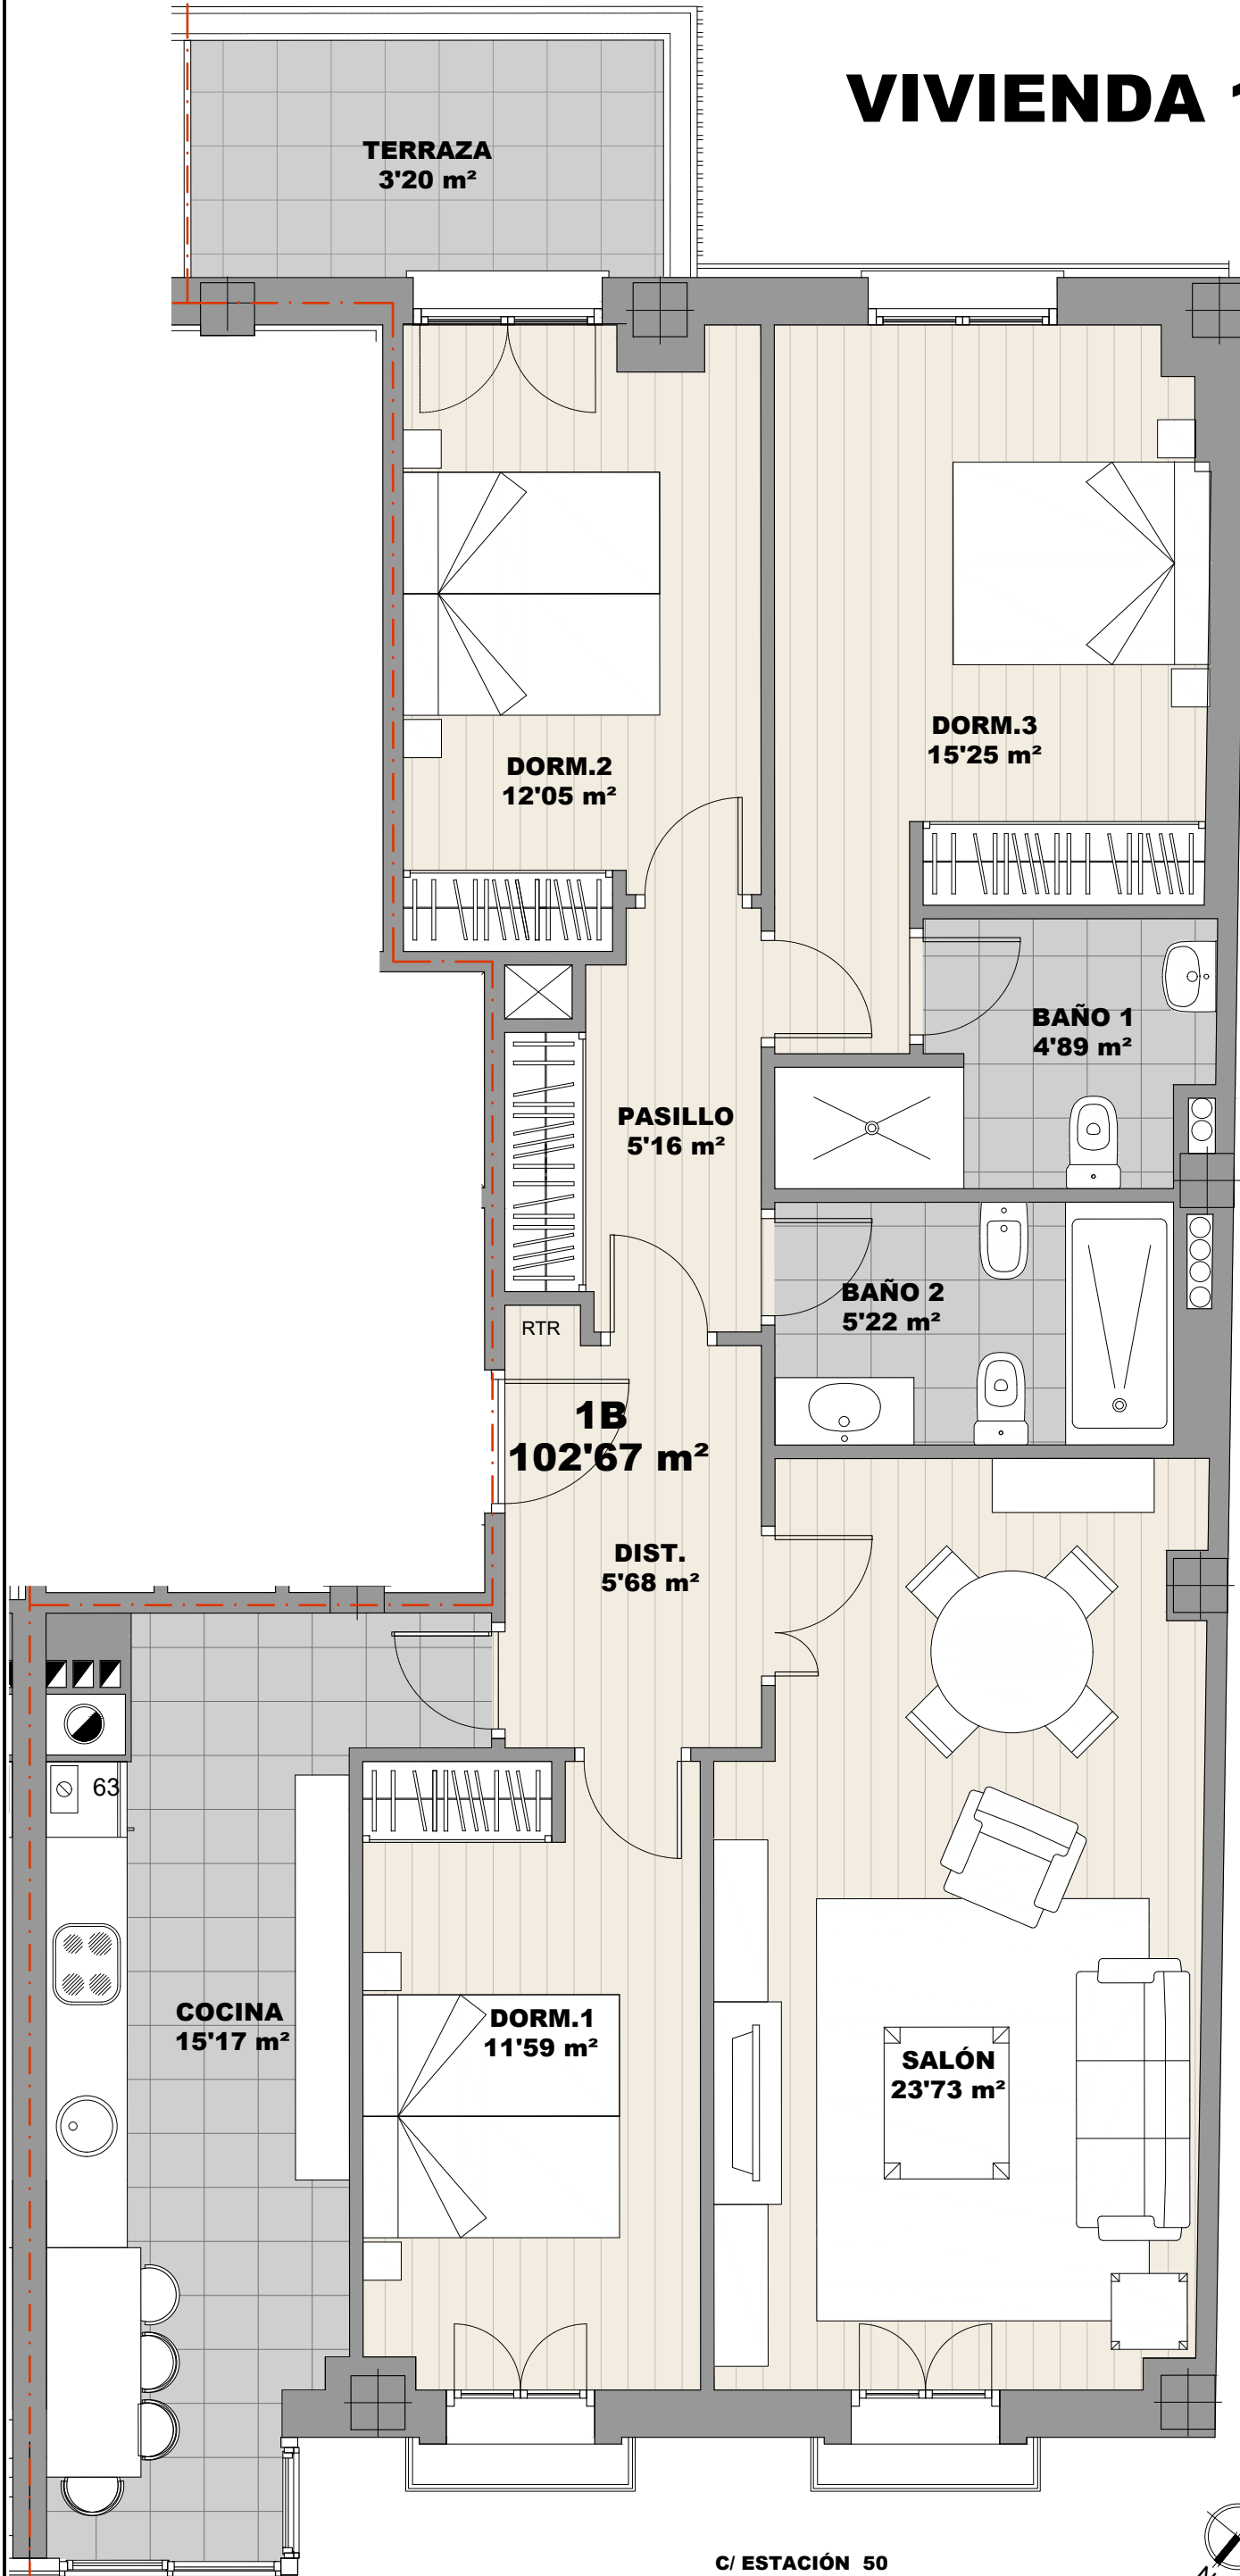 VIVIENDA 1
TERRAZA
3'20 m²
DORM.3
15'25 m²
DORM.2
12'05 m²
BAÑO 1
4'89 m²
PASILLO
5'16 m²
BAÑO 2
5'22 m²
RTR
1B
102'67 m²
DIST.
5'68 m²
63
COCINA
15'17 m²
DORM.1
11'59 m²
SALÓN
23'73 m²
C/ ESTACIÓN 50